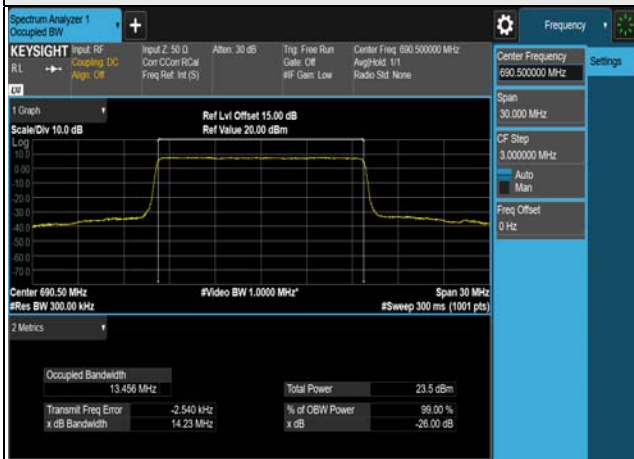 Spectrum Analyzer 1
Occupied BW
Frequency
KEYSIGHT Input: RF Input Z: 50 Ω Atten: 30 dB Trig: Free Run Center Freq: 690.500000 MHz
RL Coupling: DC Corr CCorr RCal Gate: Off Avg|Hold: 1/1
Align: Off Freq Ref: Int (S) #IF Gain: Low Radio Std: None
LXI
Center Frequency
690.500000 MHz
Settings
Span
30.000 MHz
CF Step
3.000000 MHz
Auto
Man
Freq Offset
0 Hz
1 Graph
Scale/Div 10.0 dB
Ref Lvl Offset 15.00 dB
Ref Value 20.00 dBm
Log
10.0
0.00
-10.0
-20.0
-30.0
-40.0
-50.0
-60.0
-70.0
Center 690.50 MHz #Video BW 1.0000 MHz* Span 30 MHz
#Res BW 300.00 kHz #Sweep 300 ms (1001 pts)
2 Metrics
Occupied Bandwidth
13.456 MHz
Total Power 23.5 dBm
Transmit Freq Error -2.540 kHz % of OBW Power 99.00 %
x dB Bandwidth 14.23 MHz x dB -26.00 dB